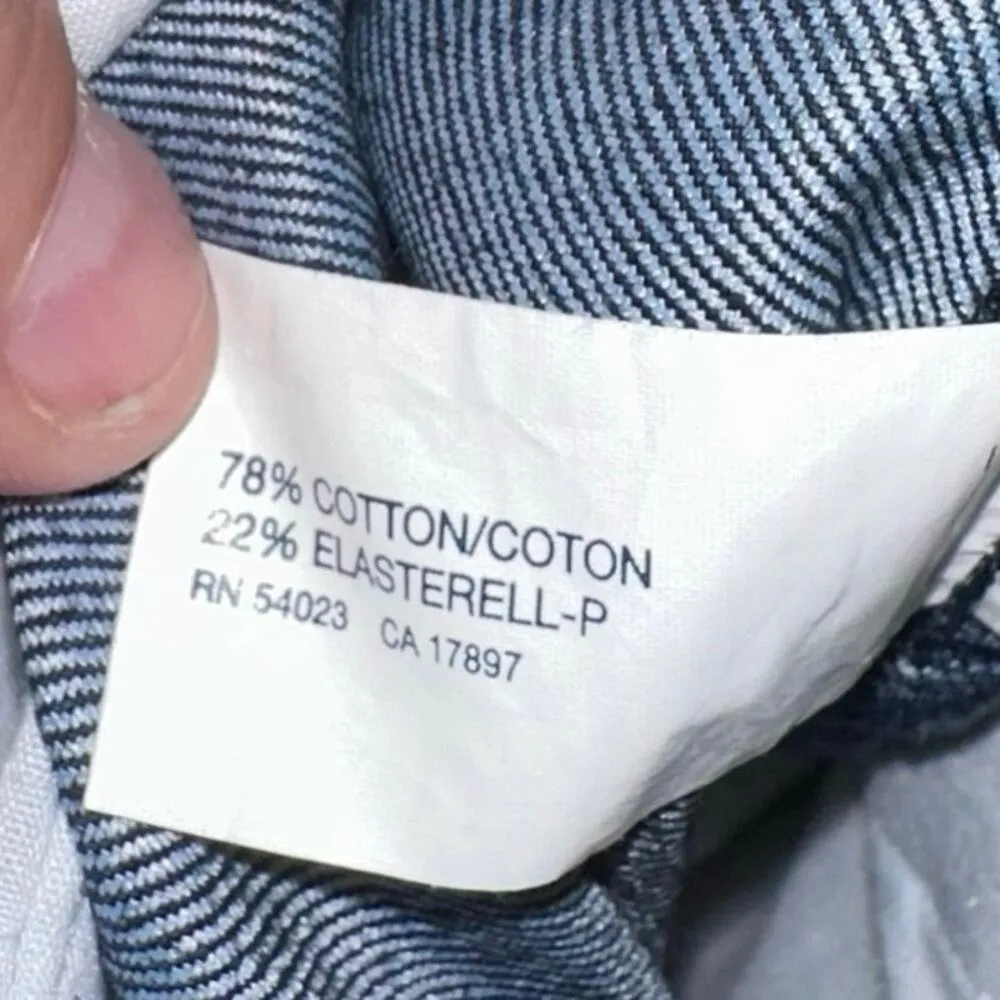 78% COTTON/COTON
22% ELASTERELL-P
RN 54023 CA 17897